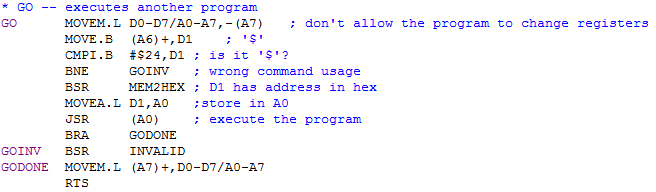 * GO -- executes another program
GO MOVEM.L D0-D7/A0-A7,-(A7) ; don't allow the program to change registers
MOVE.B (A6)+,D1 ; '$'
CMPI.B #$24,D1 ; is it '$'?
BNE GOINV ; wrong command usage
BSR MEM2HEX ; D1 has address in hex
MOVEA.L D1,A0 ;store in A0
JSR (A0) ; execute the program
BRA GODONE
GOINV BSR INVALID
GODONE MOVEM.L (A7)+,D0-D7/A0-A7
RTS